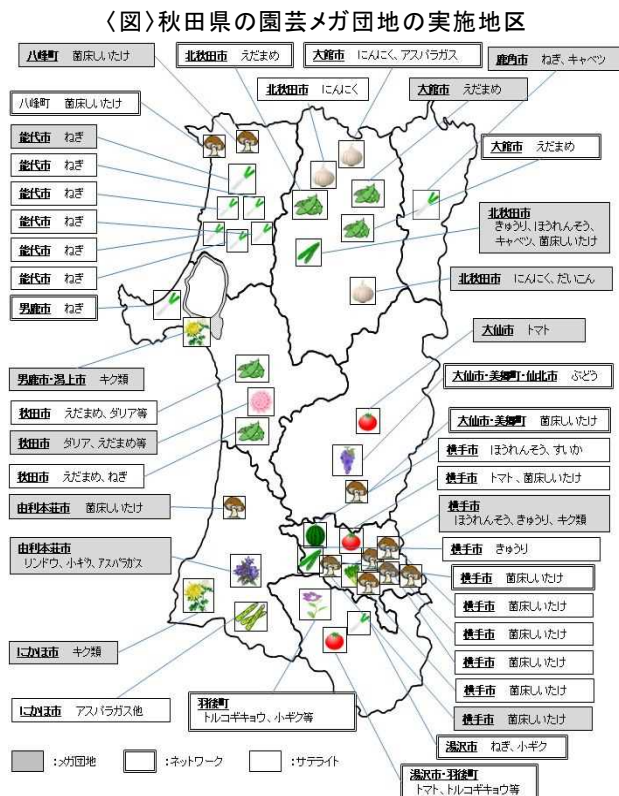 〈図〉秋田県の園芸メガ団地の実施地区
八峰町 菌床しいたけ
北秋田市 えだまめ
大館市 にんにく、アスパラガス
鹿角市 ねぎ、キャベツ
北秋田市 にんにく
大館市 えだまめ
八峰町 菌床しいたけ
能代市 ねぎ
能代市 ねぎ
能代市 ねぎ
能代市 ねぎ
能代市 ねぎ
能代市 ねぎ
男鹿市 ねぎ
大館市 えだまめ
北秋田市
きゅうり、ほうれんそう、
キャベツ、菌床しいたけ
北秋田市 にんにく、だいこん
大仙市 トマト
男鹿市・潟上市 キク類
秋田市 えだまめ、ダリア等
秋田市 ダリア、えだまめ等
秋田市 えだまめ、ねぎ
由利本荘市 菌床しいたけ
由利本荘市
リンドウ、小ギク、アスパラガス
にかほ市 キク類
にかほ市 アスパラガス他
大仙市・美郷町・仙北市 ぶどう
大仙市・美郷町 菌床しいたけ
横手市 ほうれんそう、すいか
横手市 トマト、菌床しいたけ
横手市
ほうれんそう、きゅうり、キク類
横手市 きゅうり
横手市 菌床しいたけ
横手市 菌床しいたけ
横手市 菌床しいたけ
横手市 菌床しいたけ
横手市 菌床しいたけ
横手市 菌床しいたけ
羽後町
トルコギキョウ、小ギク等
湯沢市 ねぎ、小ギク
湯沢市・羽後町
トマト、トルコギキョウ等
:メガ団地 :ネットワーク :サテライト